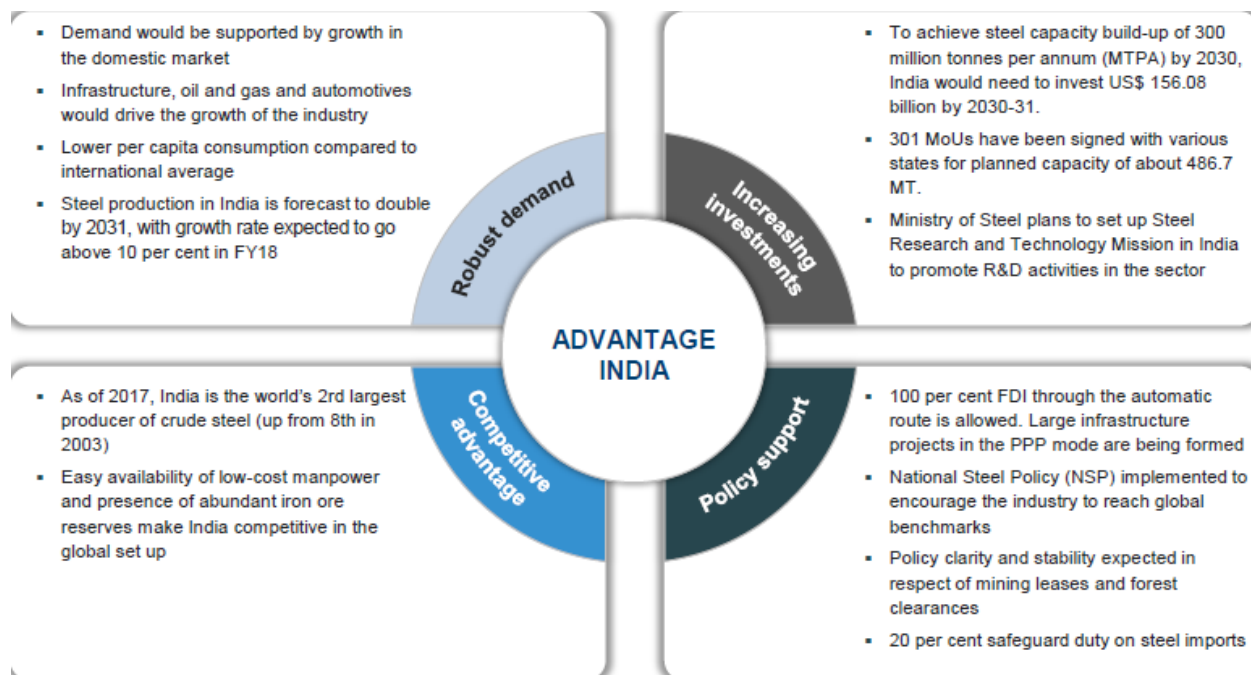 ▪ Demand would be supported by growth in
the domestic market
▪ Infrastructure, oil and gas and automotives
would drive the growth of the industry
▪ Lower per capita consumption compared to
international average
▪ Steel production in India is forecast to double
by 2031, with growth rate expected to go
above 10 per cent in FY18
Robust demand
▪ To achieve steel capacity build-up of 300
million tonnes per annum (MTPA) by 2030,
India would need to invest US$ 156.08
billion by 2030-31.
▪ 301 MoUs have been signed with various
states for planned capacity of about 486.7
MT.
▪ Ministry of Steel plans to set up Steel
Research and Technology Mission in India
to promote R&D activities in the sector
Increasing
investments
ADVANTAGE
INDIA
▪ As of 2017, India is the world's 2rd largest
producer of crude steel (up from 8th in
2003)
▪ Easy availability of low-cost manpower
and presence of abundant iron ore
reserves make India competitive in the
global set up
Competitive
advantage
▪ 100 per cent FDI through the automatic
route is allowed. Large infrastructure
projects in the PPP mode are being formed
▪ National Steel Policy (NSP) implemented to
encourage the industry to reach global
benchmarks
▪ Policy clarity and stability expected in
respect of mining leases and forest
clearances
▪ 20 per cent safeguard duty on steel imports
Policy support